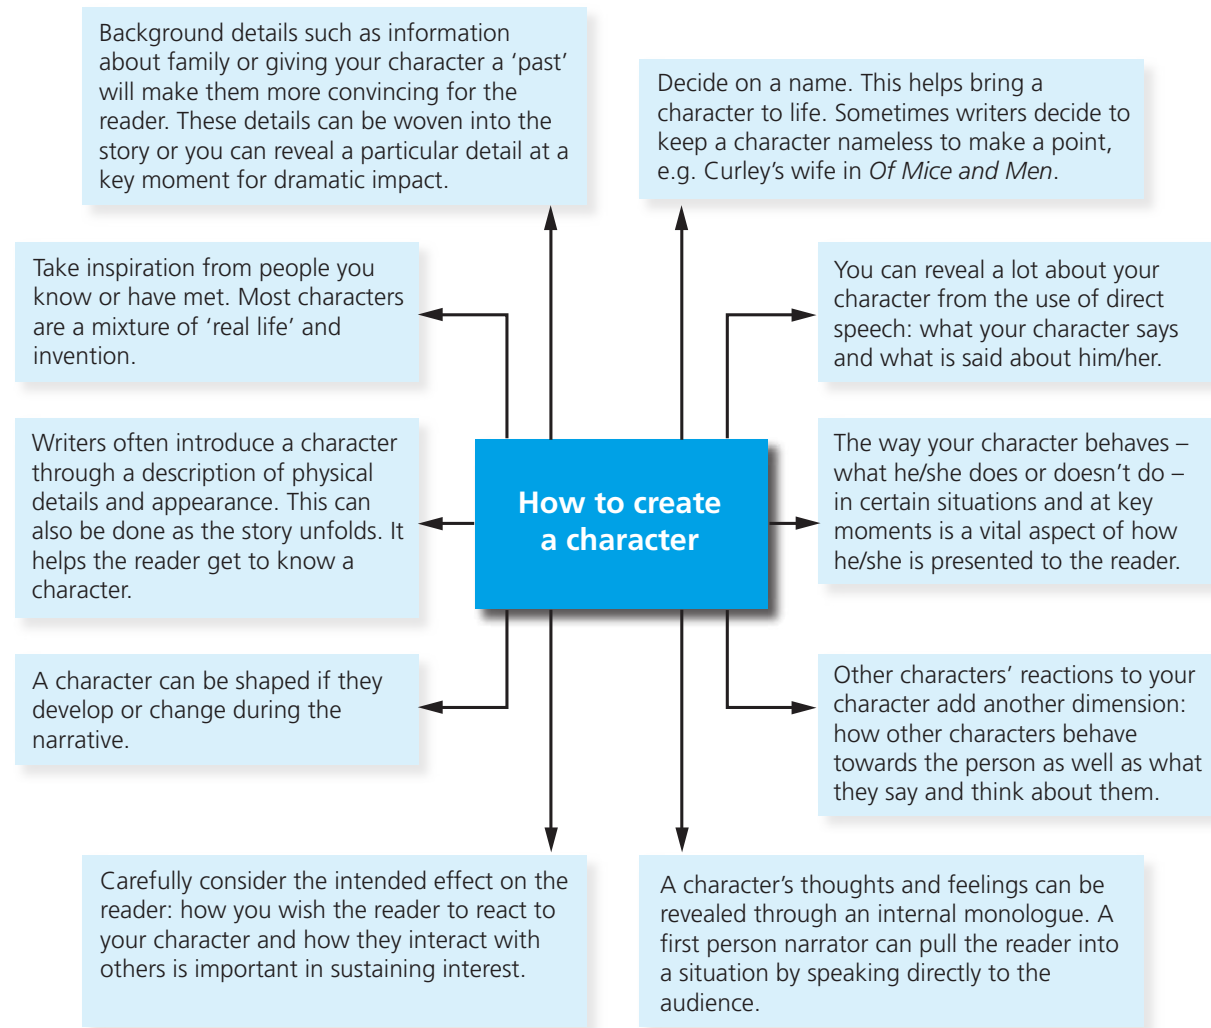 Background details such as information
about family or giving your character a ‘past’
will make them more convincing for the
reader. These details can be woven into the
story or you can reveal a particular detail at a
key moment for dramatic impact.
Decide on a name. This helps bring a
character to life. Sometimes writers decide to
keep a character nameless to make a point,
e.g. Curley’s wife in Of Mice and Men.
Take inspiration from people you
know or have met. Most characters
are a mixture of ‘real life’ and
invention.
You can reveal a lot about your
character from the use of direct
speech: what your character says
and what is said about him/her.
Writers often introduce a character
through a description of physical
details and appearance. This can
also be done as the story unfolds. It
helps the reader get to know a
character.
How to create
a character
The way your character behaves –
what he/she does or doesn’t do –
in certain situations and at key
moments is a vital aspect of how
he/she is presented to the reader.
A character can be shaped if they
develop or change during the
narrative.
Other characters’ reactions to your
character add another dimension:
how other characters behave
towards the person as well as what
they say and think about them.
Carefully consider the intended effect on the
reader: how you wish the reader to react to
your character and how they interact with
others is important in sustaining interest.
A character’s thoughts and feelings can be
revealed through an internal monologue. A
first person narrator can pull the reader into
a situation by speaking directly to the
audience.